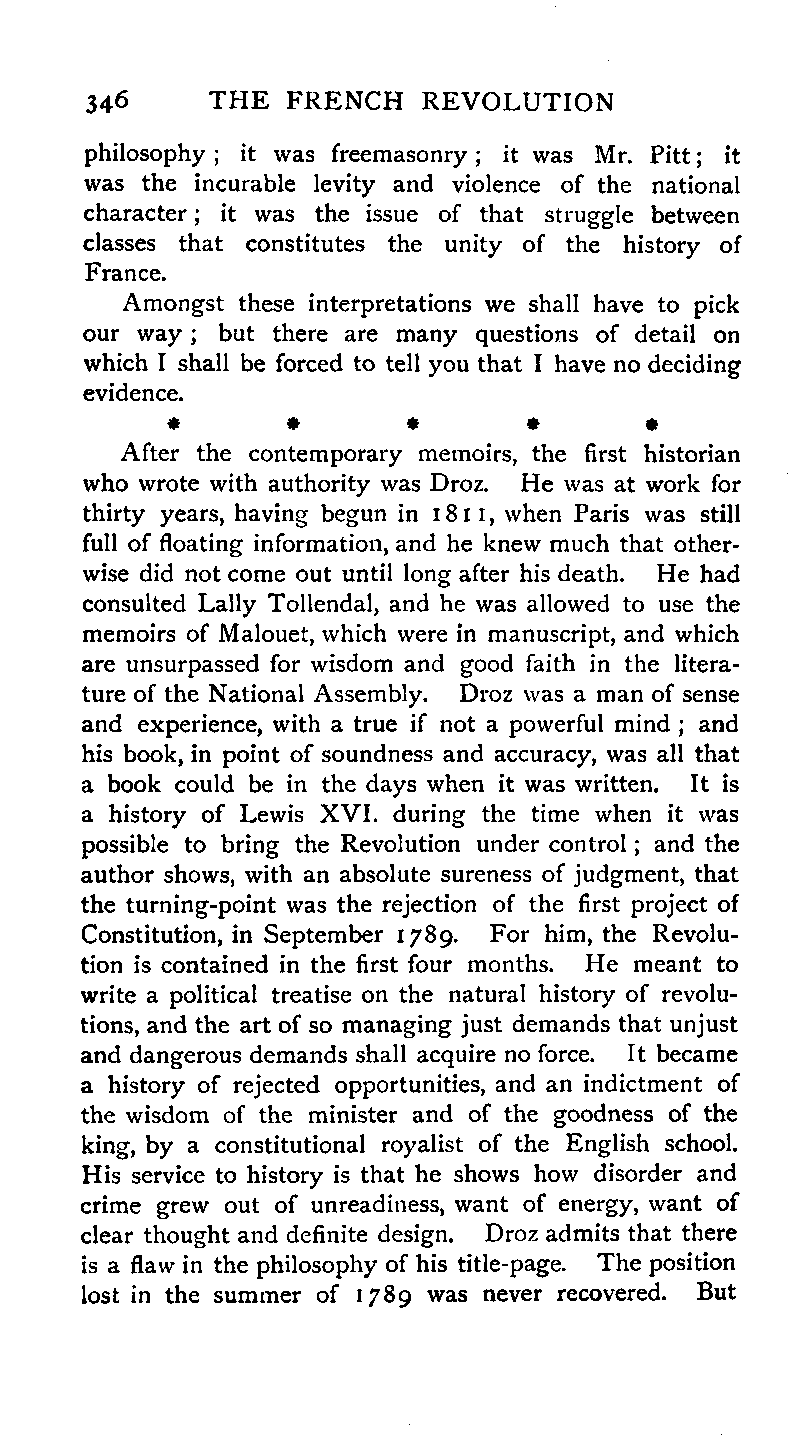 346 THE FRENCH REVOLUTION
philosophy ; it was freemasonry ; it was Mr. Pitt ; it
was the incurable levity and violence of the national
character ; it was the issue of that struggle between
classes that constitutes the unity of the history of
France.
Amongst these interpretations we shall have to pick
our way ; but there are many questions of detail on
which I shall be forced to tell you that I have no deciding
evidence.
* * * * *
After the contemporary memoirs, the first historian
who wrote with authority was Droz. He was at work for
thirty years, having begun in 1811, when Paris was still
full of floating information, and he knew much that other-
wise did not come out until long after his death. He had
consulted Lally Tollendal, and he was allowed to use the
memoirs of Malouet, which were in manuscript, and which
are unsurpassed for wisdom and good faith in the litera-
ture of the National Assembly. Droz was a man of sense
and experience, with a true if not a powerful mind ; and
his book, in point of soundness and accuracy, was all that
a book could be in the days when it was written. It is
a history of Lewis XVI. during the time when it was
possible to bring the Revolution under control ; and the
author shows, with an absolute sureness of judgment, that
the turning-point was the rejection of the first project of
Constitution, in September 1789. For him, the Revolu-
tion is contained in the first four months. He meant to
write a political treatise on the natural history of revolu-
tions, and the art of so managing just demands that unjust
and dangerous demands shall acquire no force. It became
a history of rejected opportunities, and an indictment of
the wisdom of the minister and of the goodness of the
king, by a constitutional royalist of the English school.
His service to history is that he shows how disorder and
crime grew out of unreadiness, want of energy, want of
clear thought and definite design. Droz admits that there
is a flaw in the philosophy of his title-page. The position
lost in the summer of 1789 was never recovered. But